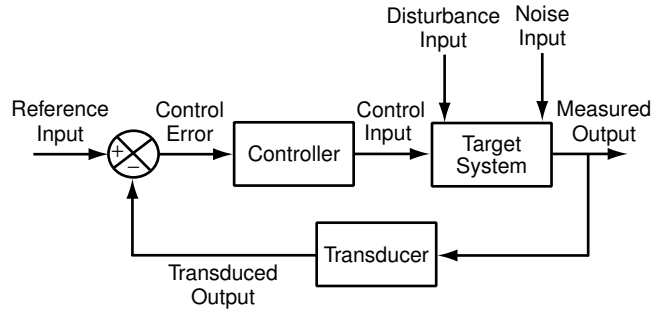 Disturbance
Input
Noise
Input
Reference
Input
Control
Error
Control
Input
Measured
Output
+
−
Controller
Target
System
Transducer
Transduced
Output